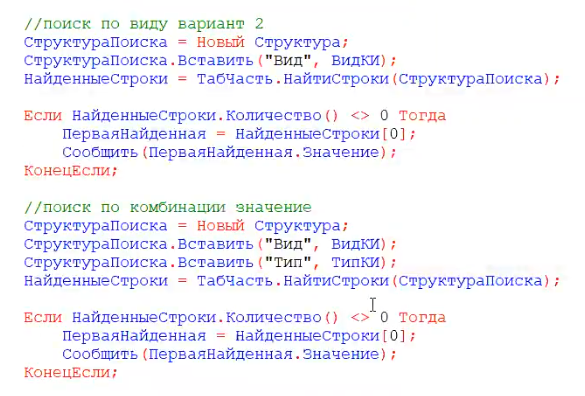 //поиск по виду вариант 2
СтруктураПоиска = Новый Структура;
СтруктураПоиска.Вставить("Вид", ВидКИ);
НайденныеСтроки = ТабЧасть.НайтиСтроки(СтруктураПоиска);
Если НайденныеСтроки.Количество() <> 0 Тогда
ПерваяНайденная = НайденныеСтроки[0];
Сообщить(ПерваяНайденная.Значение);
КонецЕсли;
//поиск по комбинации значение
СтруктураПоиска = Новый Структура;
СтруктураПоиска.Вставить("Вид", ВидКИ);
СтруктураПоиска.Вставить("Тип", ТипКИ);
НайденныеСтроки = ТабЧасть.НайтиСтроки(СтруктураПоиска);
Если НайденныеСтроки.Количество() <> 0 Тогда
ПерваяНайденная = НайденныеСтроки[0];
Сообщить(ПерваяНайденная.Значение);
КонецЕсли;